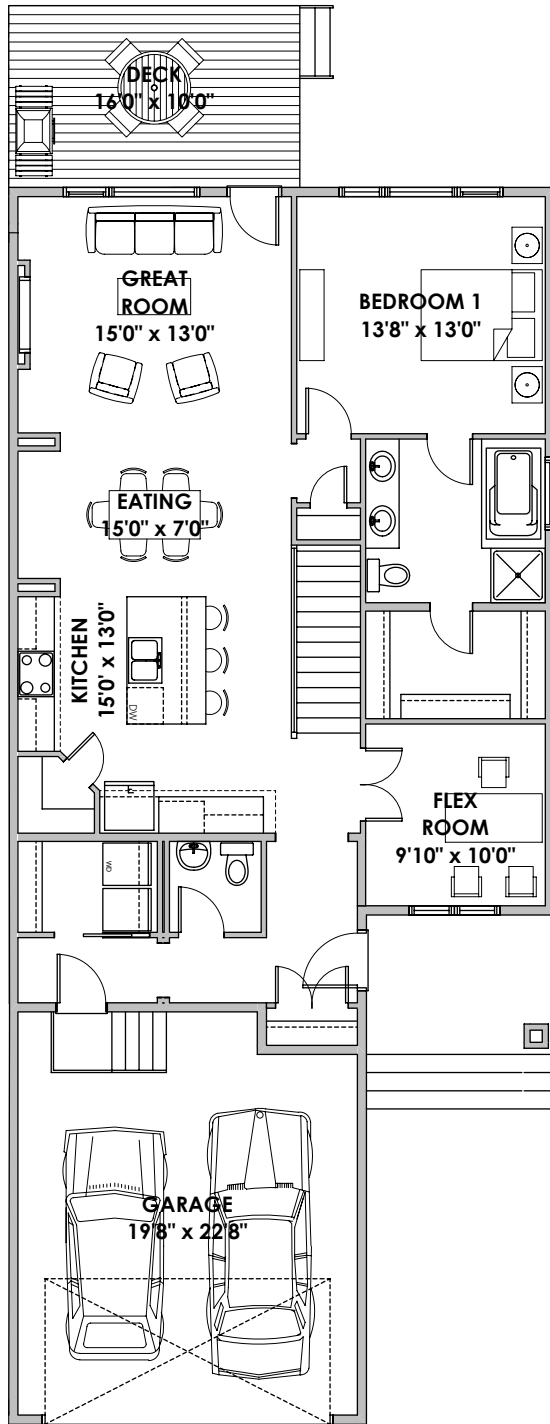 DECK
16'0" x 10'0"
GREAT
ROOM
15'0" x 13'0"
BEDROOM 1
13'8" x 13'0"
EATING
15'0" x 7'0"
KITCHEN
15'0' x 13'0"
DW
FLEX
ROOM
9'10" x 10'0"
WD
GARAGE
19'8" x 22'8"